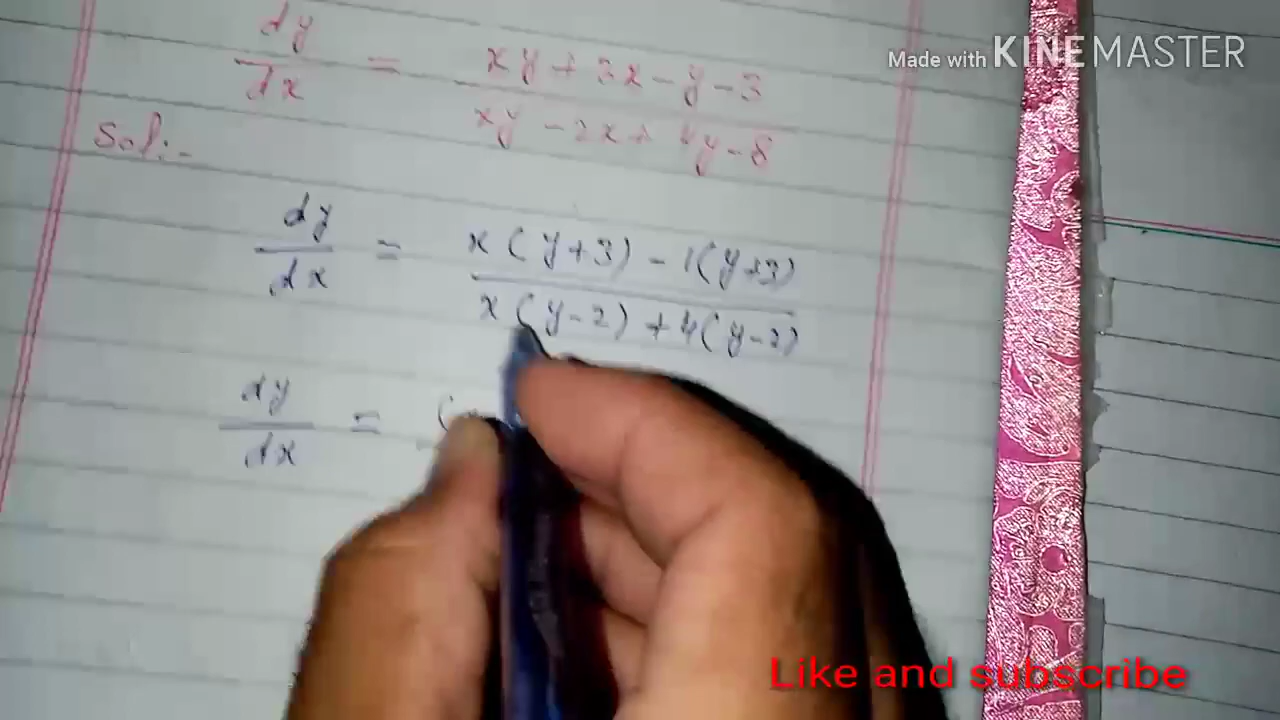 Made with KINEMASTER
dy/dx = xy + 3x - y - 3 / xy - 2x + 4y - 8
Sol:-
dy/dx = x(y+3) - 1(y+3) / x(y-2) + 4(y-2)
dy/dx = (
Like and subscribe